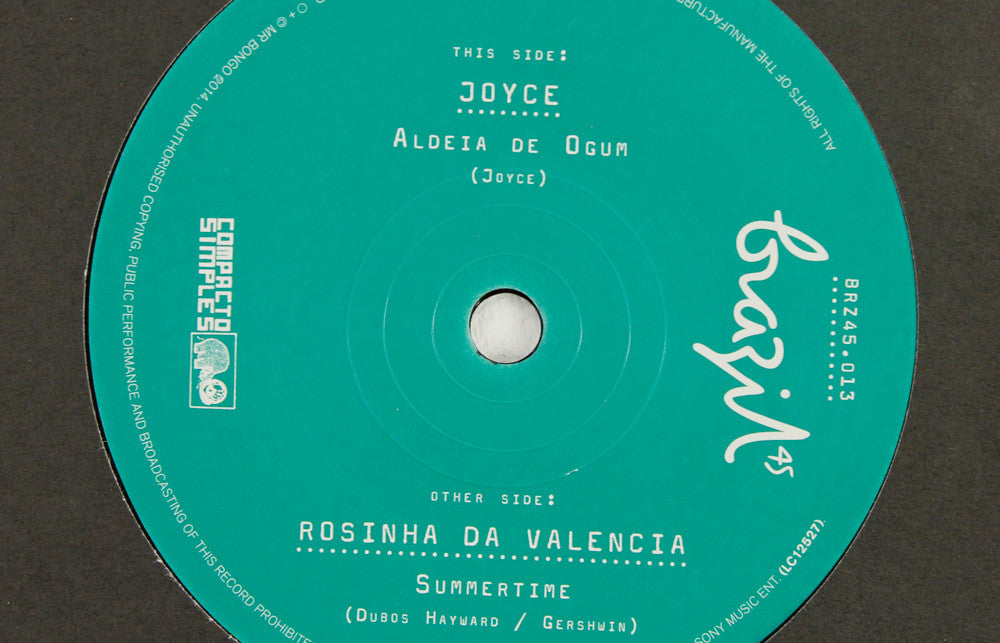 THIS SIDE:
JOYCE
ALDEIA DE OGUM
(JOYCE)
COMPACTO
SIMPLES
brazil 45
BRZ45.013
OTHER SIDE:
ROSINHA DA VALENCIA
SUMMERTIME
(DUBOS HAYWARD / GERSHWIN)
℗ + © MR BONGO 2014. UNAUTHORISED COPYING, PUBLIC PERFORMANCE AND BROADCASTING OF THIS RECORD PROHIBITE
ALL RIGHTS OF THE MANUFACTUR
SONY MUSIC ENT. (LC12527).